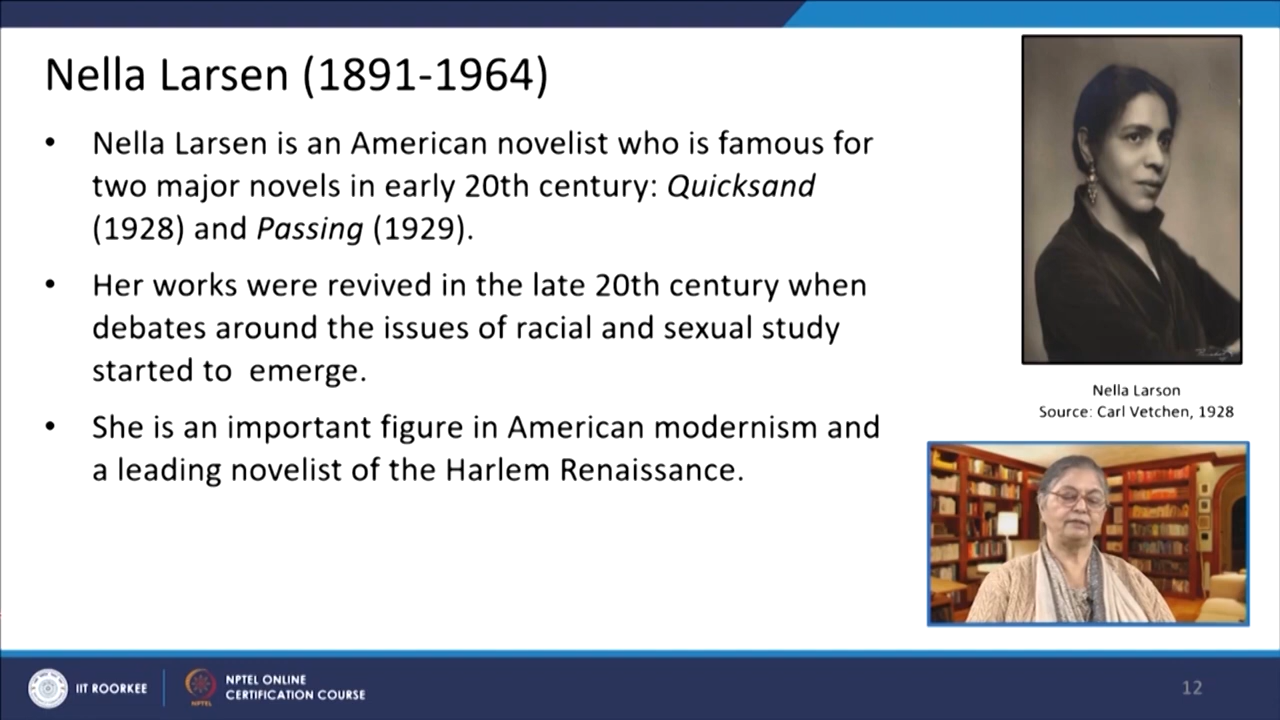 Nella Larsen (1891-1964)
• Nella Larsen is an American novelist who is famous for
two major novels in early 20th century: Quicksand
(1928) and Passing (1929).
• Her works were revived in the late 20th century when
debates around the issues of racial and sexual study
started to  emerge.
• She is an important figure in American modernism and
a leading novelist of the Harlem Renaissance.
Nella Larson
Source: Carl Vetchen, 1928
IIT ROORKEE
NPTEL
NPTEL ONLINE
CERTIFICATION COURSE
12